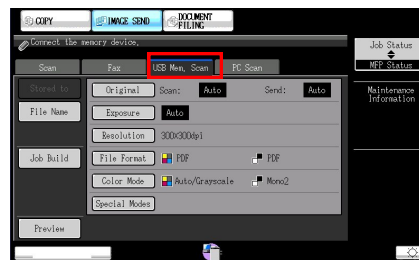 COPY
IMAGE SEND
DOCUMENT
FILING
Connect the memory device.
Job Status
MFP Status
Scan
Fax
USB Mem. Scan
PC Scan
Stored to
Original
Scan:
Auto
Send:
Auto
Maintenance
Information
File Name
Exposure
Auto
Resolution
300X300dpi
Job Build
File Format
PDF
PDF
Color Mode
Auto/Grayscale
Mono2
Special Modes
Preview